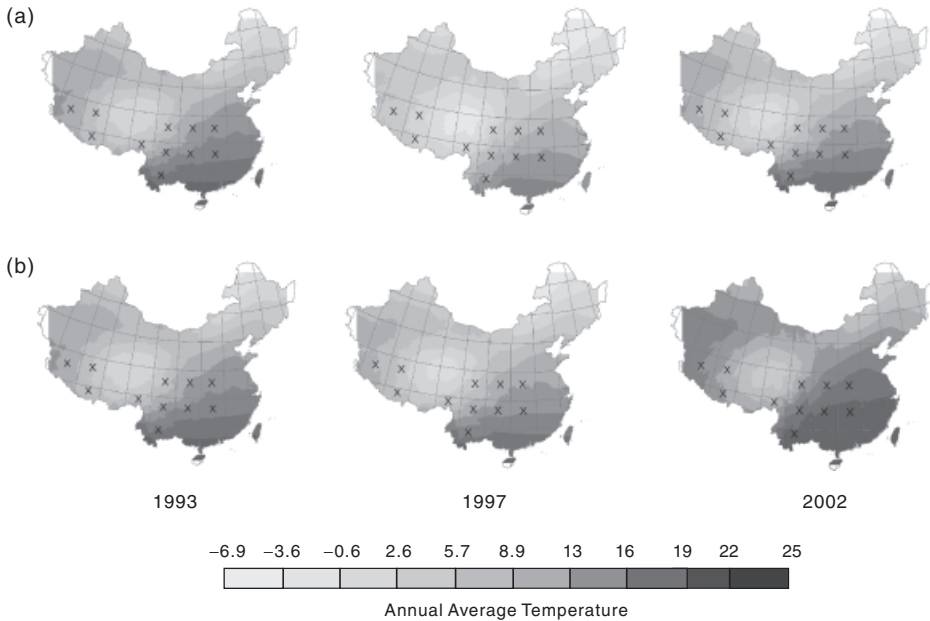 (a)
(b)
1993 1997 2002
−6.9 −3.6 −0.6 2.6 5.7 8.9 13 16 19 22 25
Annual Average Temperature